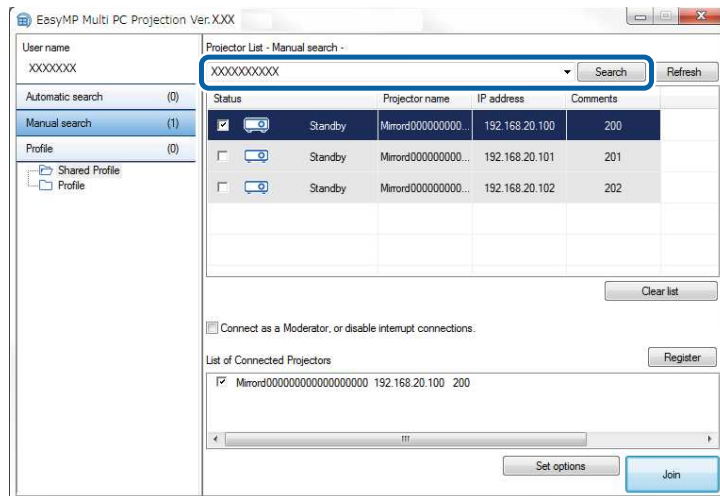 EasyMP Multi PC Projection Ver.X.XX
User name
XXXXXXX
Automatic search (0)
Manual search (1)
Profile (0)
Shared Profile
Profile
Projector List - Manual search -
XXXXXXXXXX Search Refresh
Status Projector name IP address Comments
Standby Mirrord000000000... 192.168.20.100 200
Standby Mirrord000000000... 192.168.20.101 201
Standby Mirrord000000000... 192.168.20.102 202
Clear list
Connect as a Moderator, or disable interrupt connections.
List of Connected Projectors Register
Mirrord000000000000000000 192.168.20.100 200
Set options Join